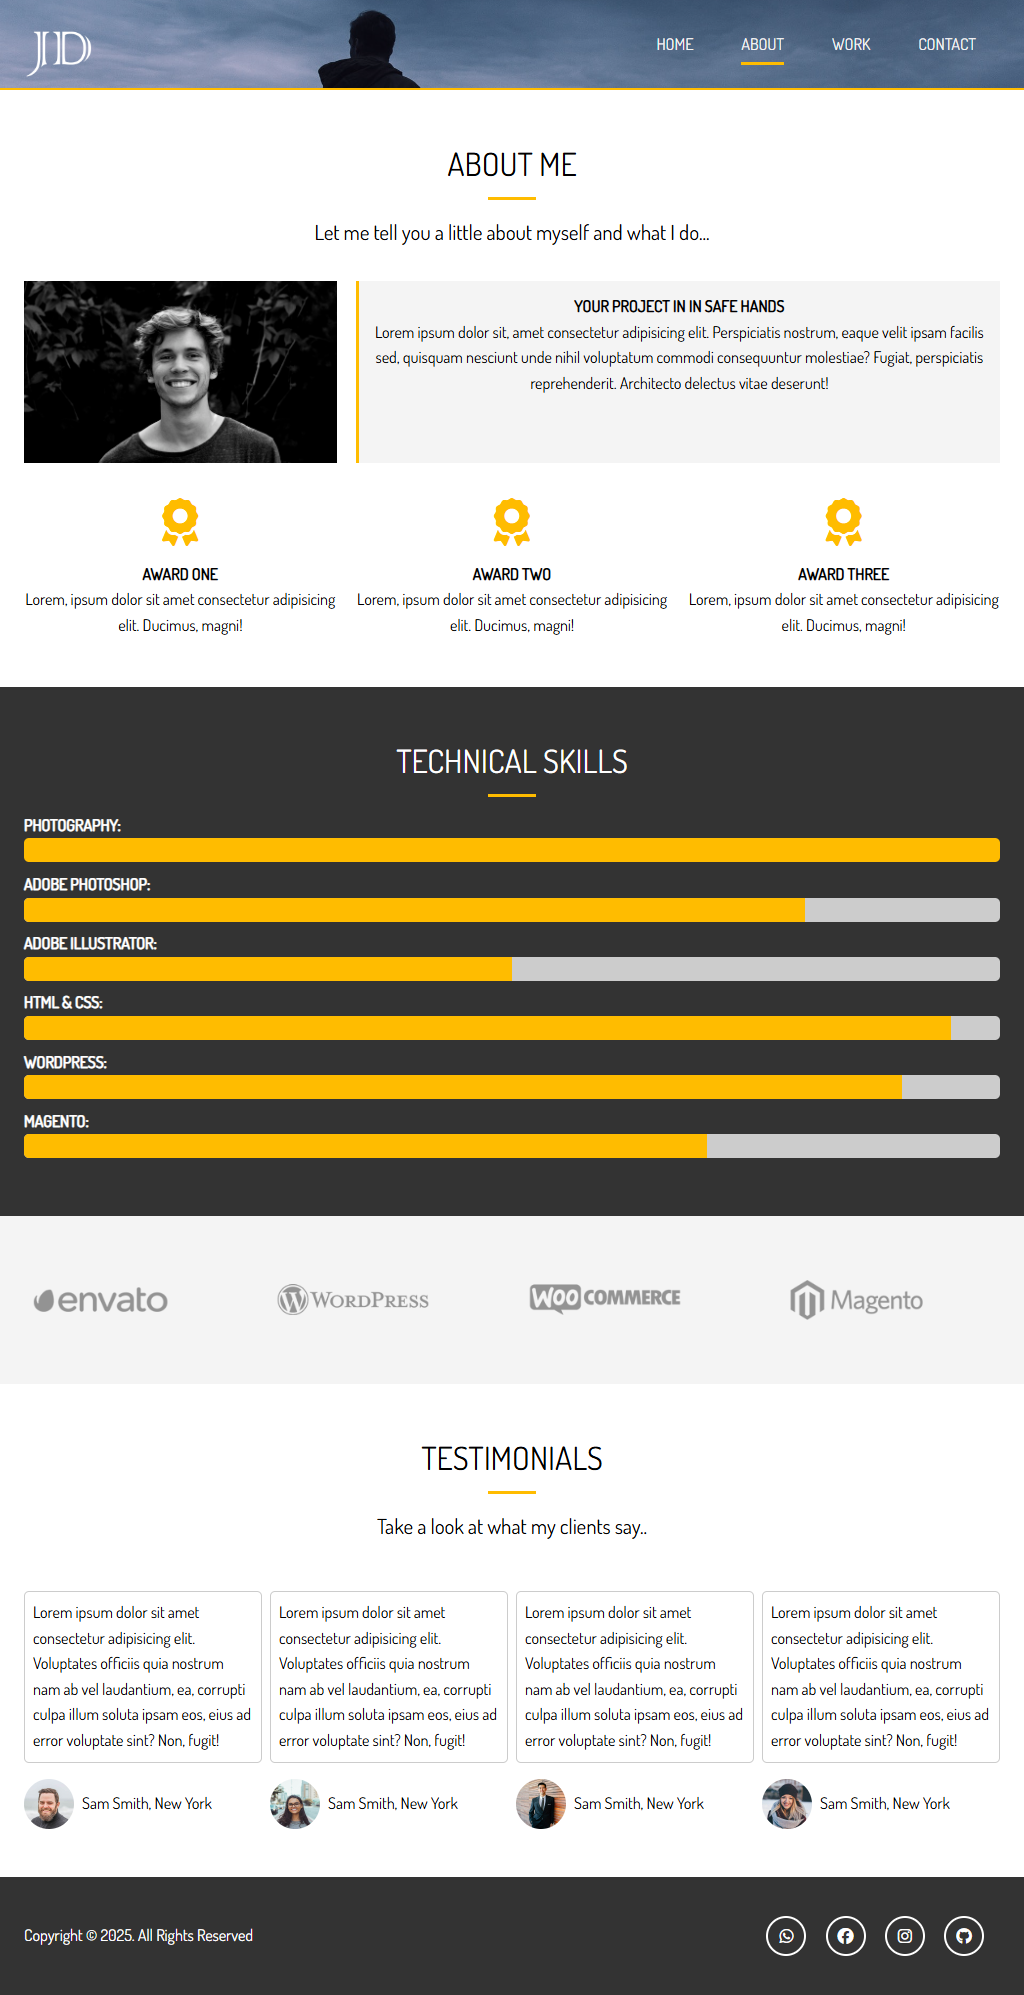 JD
HOME ABOUT WORK CONTACT
ABOUT ME
Let me tell you a little about myself and what I do...
YOUR PROJECT IN IN SAFE HANDS
Lorem ipsum dolor sit, amet consectetur adipisicing elit. Perspiciatis nostrum, eaque velit ipsam facilis
sed, quisquam nesciunt unde nihil voluptatum commodi consequuntur molestiae? Fugiat, perspiciatis
reprehenderit. Architecto delectus vitae deserunt!
AWARD ONE
Lorem, ipsum dolor sit amet consectetur adipisicing
elit. Ducimus, magni!
AWARD TWO
Lorem, ipsum dolor sit amet consectetur adipisicing
elit. Ducimus, magni!
AWARD THREE
Lorem, ipsum dolor sit amet consectetur adipisicing
elit. Ducimus, magni!
TECHNICAL SKILLS
PHOTOGRAPHY:
ADOBE PHOTOSHOP:
ADOBE ILLUSTRATOR:
HTML & CSS:
WORDPRESS:
MAGENTO:
envato
WORDPRESS
WOO COMMERCE
Magento
TESTIMONIALS
Take a look at what my clients say..
Lorem ipsum dolor sit amet
consectetur adipisicing elit.
Voluptates officiis quia nostrum
nam ab vel laudantium, ea, corrupti
culpa illum soluta ipsam eos, eius ad
error voluptate sint? Non, fugit!
Sam Smith, New York
Lorem ipsum dolor sit amet
consectetur adipisicing elit.
Voluptates officiis quia nostrum
nam ab vel laudantium, ea, corrupti
culpa illum soluta ipsam eos, eius ad
error voluptate sint? Non, fugit!
Sam Smith, New York
Lorem ipsum dolor sit amet
consectetur adipisicing elit.
Voluptates officiis quia nostrum
nam ab vel laudantium, ea, corrupti
culpa illum soluta ipsam eos, eius ad
error voluptate sint? Non, fugit!
Sam Smith, New York
Lorem ipsum dolor sit amet
consectetur adipisicing elit.
Voluptates officiis quia nostrum
nam ab vel laudantium, ea, corrupti
culpa illum soluta ipsam eos, eius ad
error voluptate sint? Non, fugit!
Sam Smith, New York
Copyright © 2025. All Rights Reserved